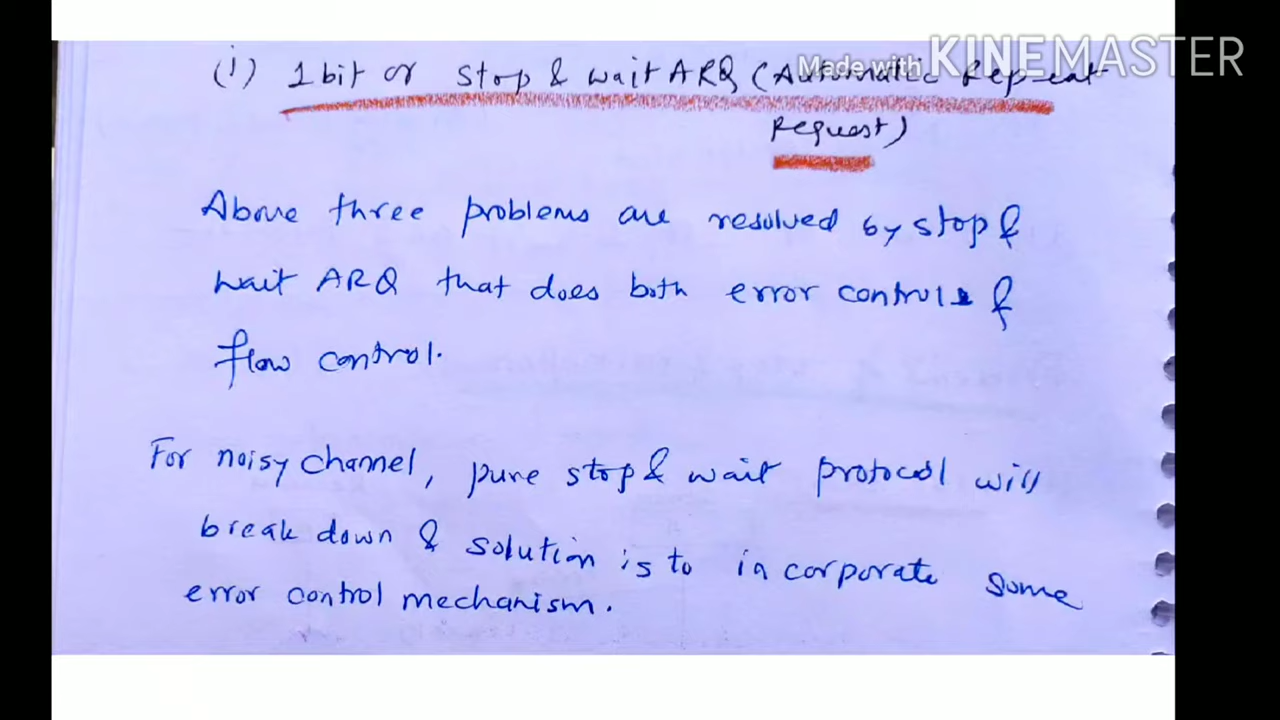 (i) 1 bit or stop & wait ARQ (Automatic Repeat
Request)
Made with KINEMASTER
Above three problems are resolved by stop &
wait ARQ that does both error control &
flow control.
For noisy channel, pure stop & wait protocol will
break down & solution is to incorporate some
error control mechanism.